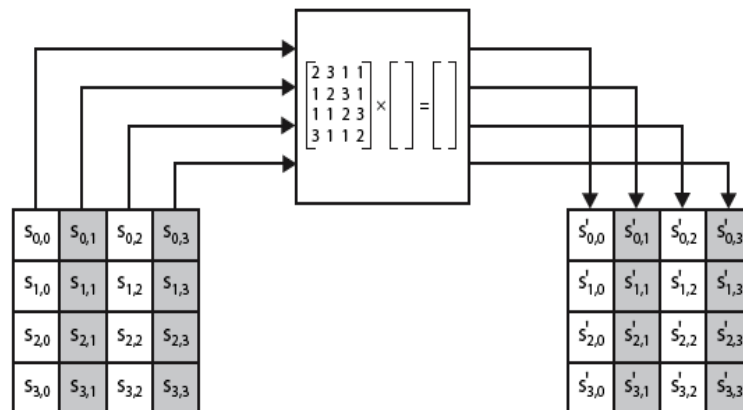 2 3 1 1
1 2 3 1
1 1 2 3
3 1 1 2
× =
S0,0 S0,1 S0,2 S0,3
S1,0 S1,1 S1,2 S1,3
S2,0 S2,1 S2,2 S2,3
S3,0 S3,1 S3,2 S3,3
S'0,0 S'0,1 S'0,2 S'0,3
S'1,0 S'1,1 S'1,2 S'1,3
S'2,0 S'2,1 S'2,2 S'2,3
S'3,0 S'3,1 S'3,2 S'3,3